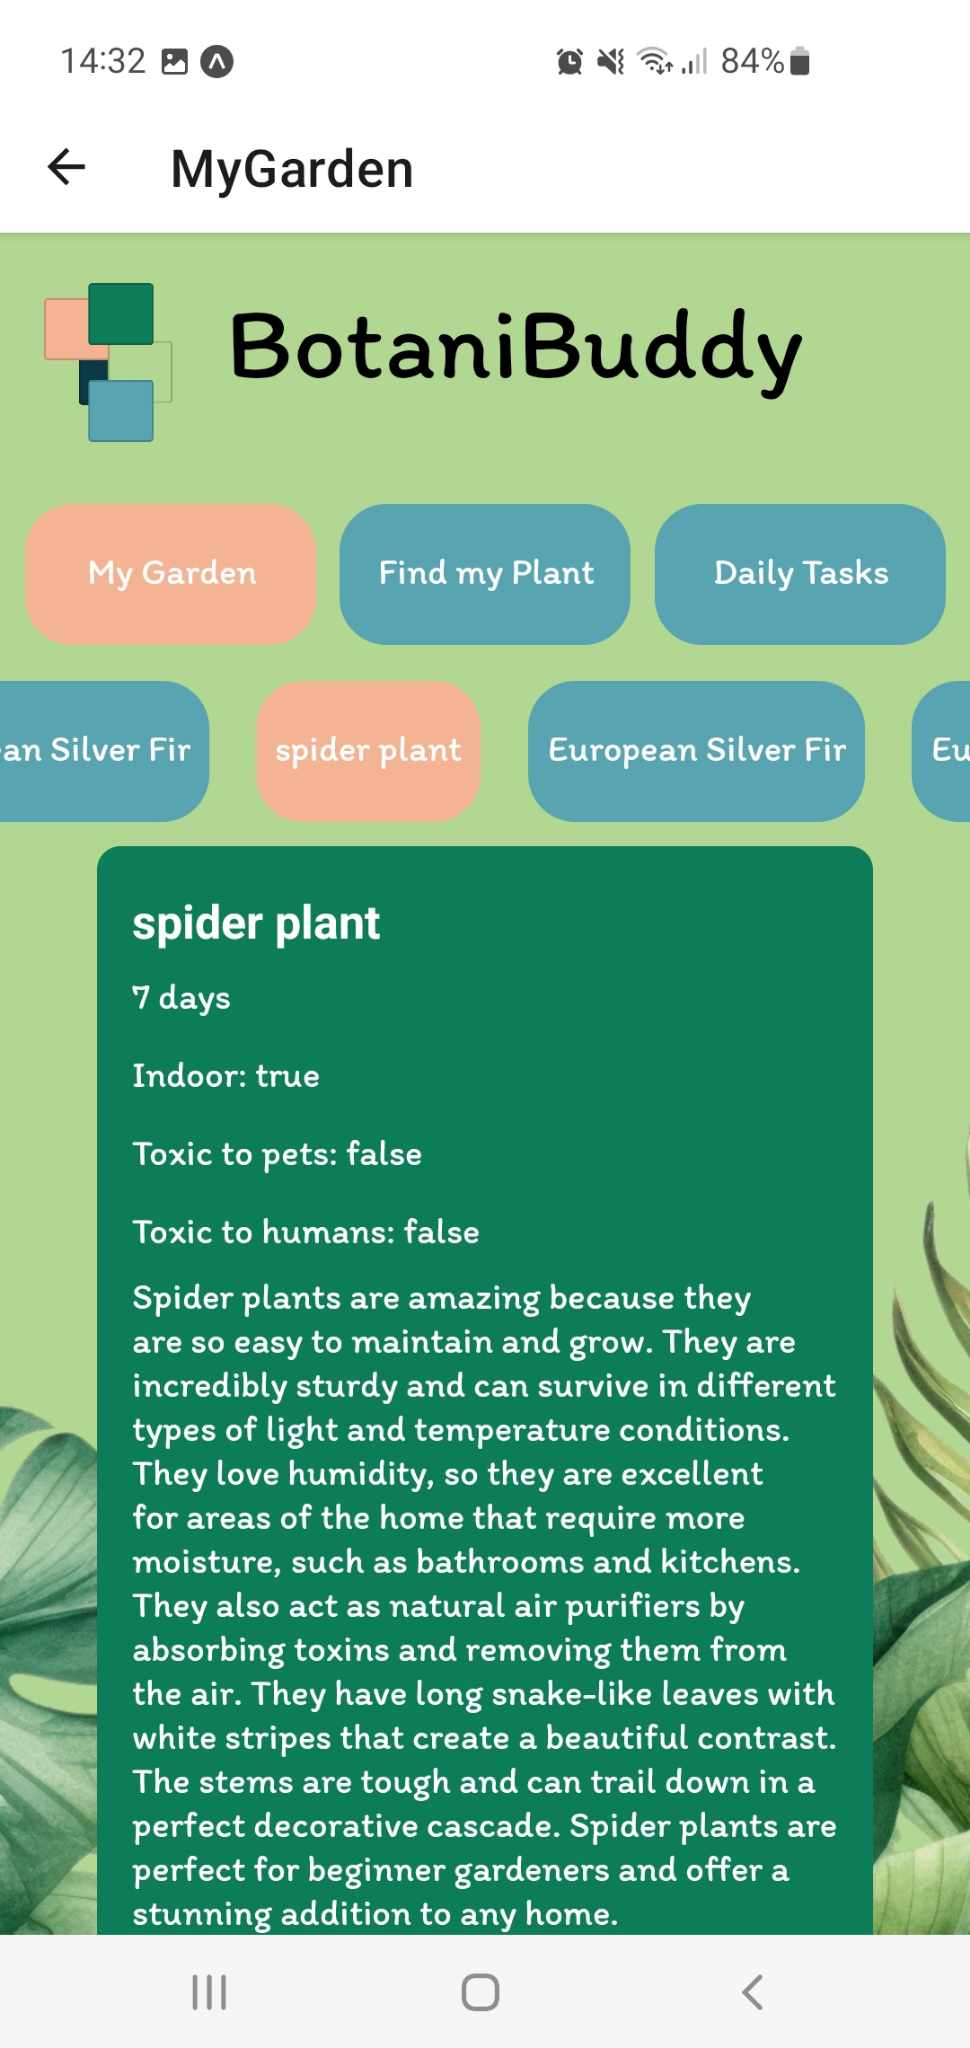 14:32
84%
MyGarden
BotaniBuddy
My Garden
Find my Plant
Daily Tasks
an Silver Fir
spider plant
European Silver Fir
Eu
spider plant
7 days
Indoor: true
Toxic to pets: false
Toxic to humans: false
Spider plants are amazing because they
are so easy to maintain and grow. They are
incredibly sturdy and can survive in different
types of light and temperature conditions.
They love humidity, so they are excellent
for areas of the home that require more
moisture, such as bathrooms and kitchens.
They also act as natural air purifiers by
absorbing toxins and removing them from
the air. They have long snake-like leaves with
white stripes that create a beautiful contrast.
The stems are tough and can trail down in a
perfect decorative cascade. Spider plants are
perfect for beginner gardeners and offer a
stunning addition to any home.